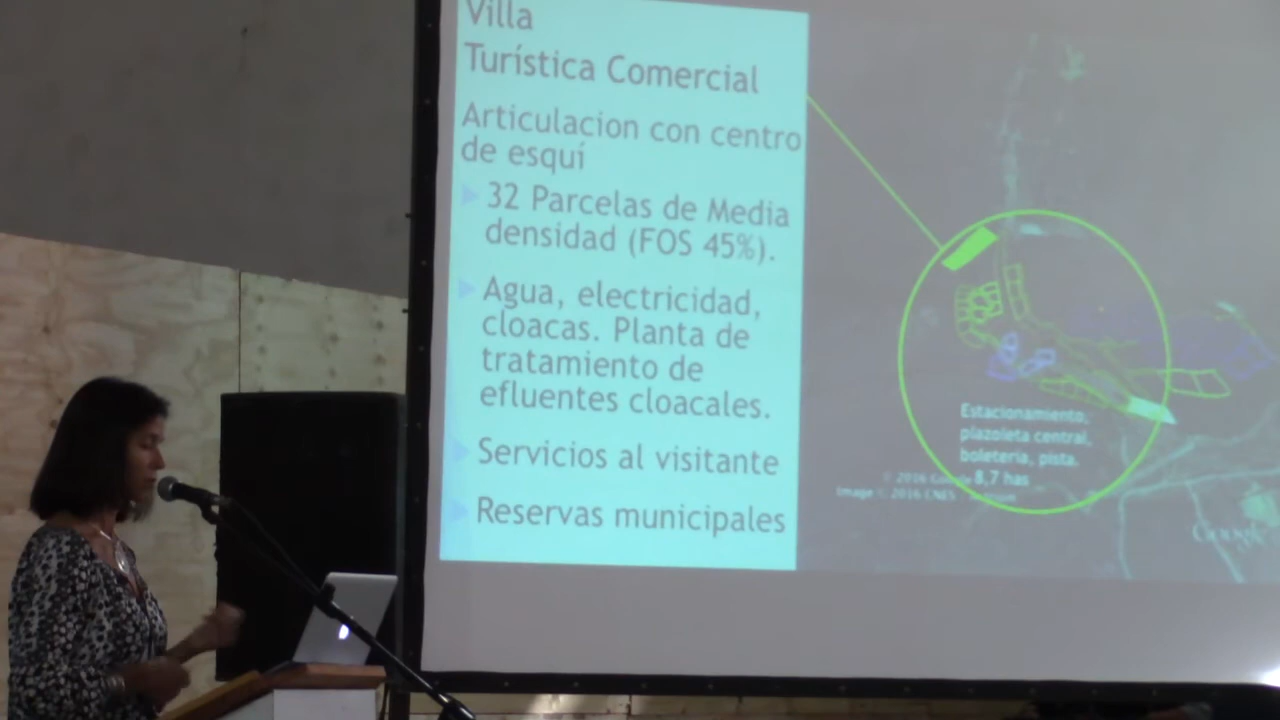 Villa
Turística Comercial
Articulacion con centro
de esquí
32 Parcelas de Media
densidad (FOS 45%).
Agua, electricidad,
cloacas. Planta de
tratamiento de
efluentes cloacales.
Servicios al visitante
Reservas municipales
Estacionamiento,
plazoleta central,
boletería, pista.
8,7 has
© 2016
Image © 2016 CNES
Google